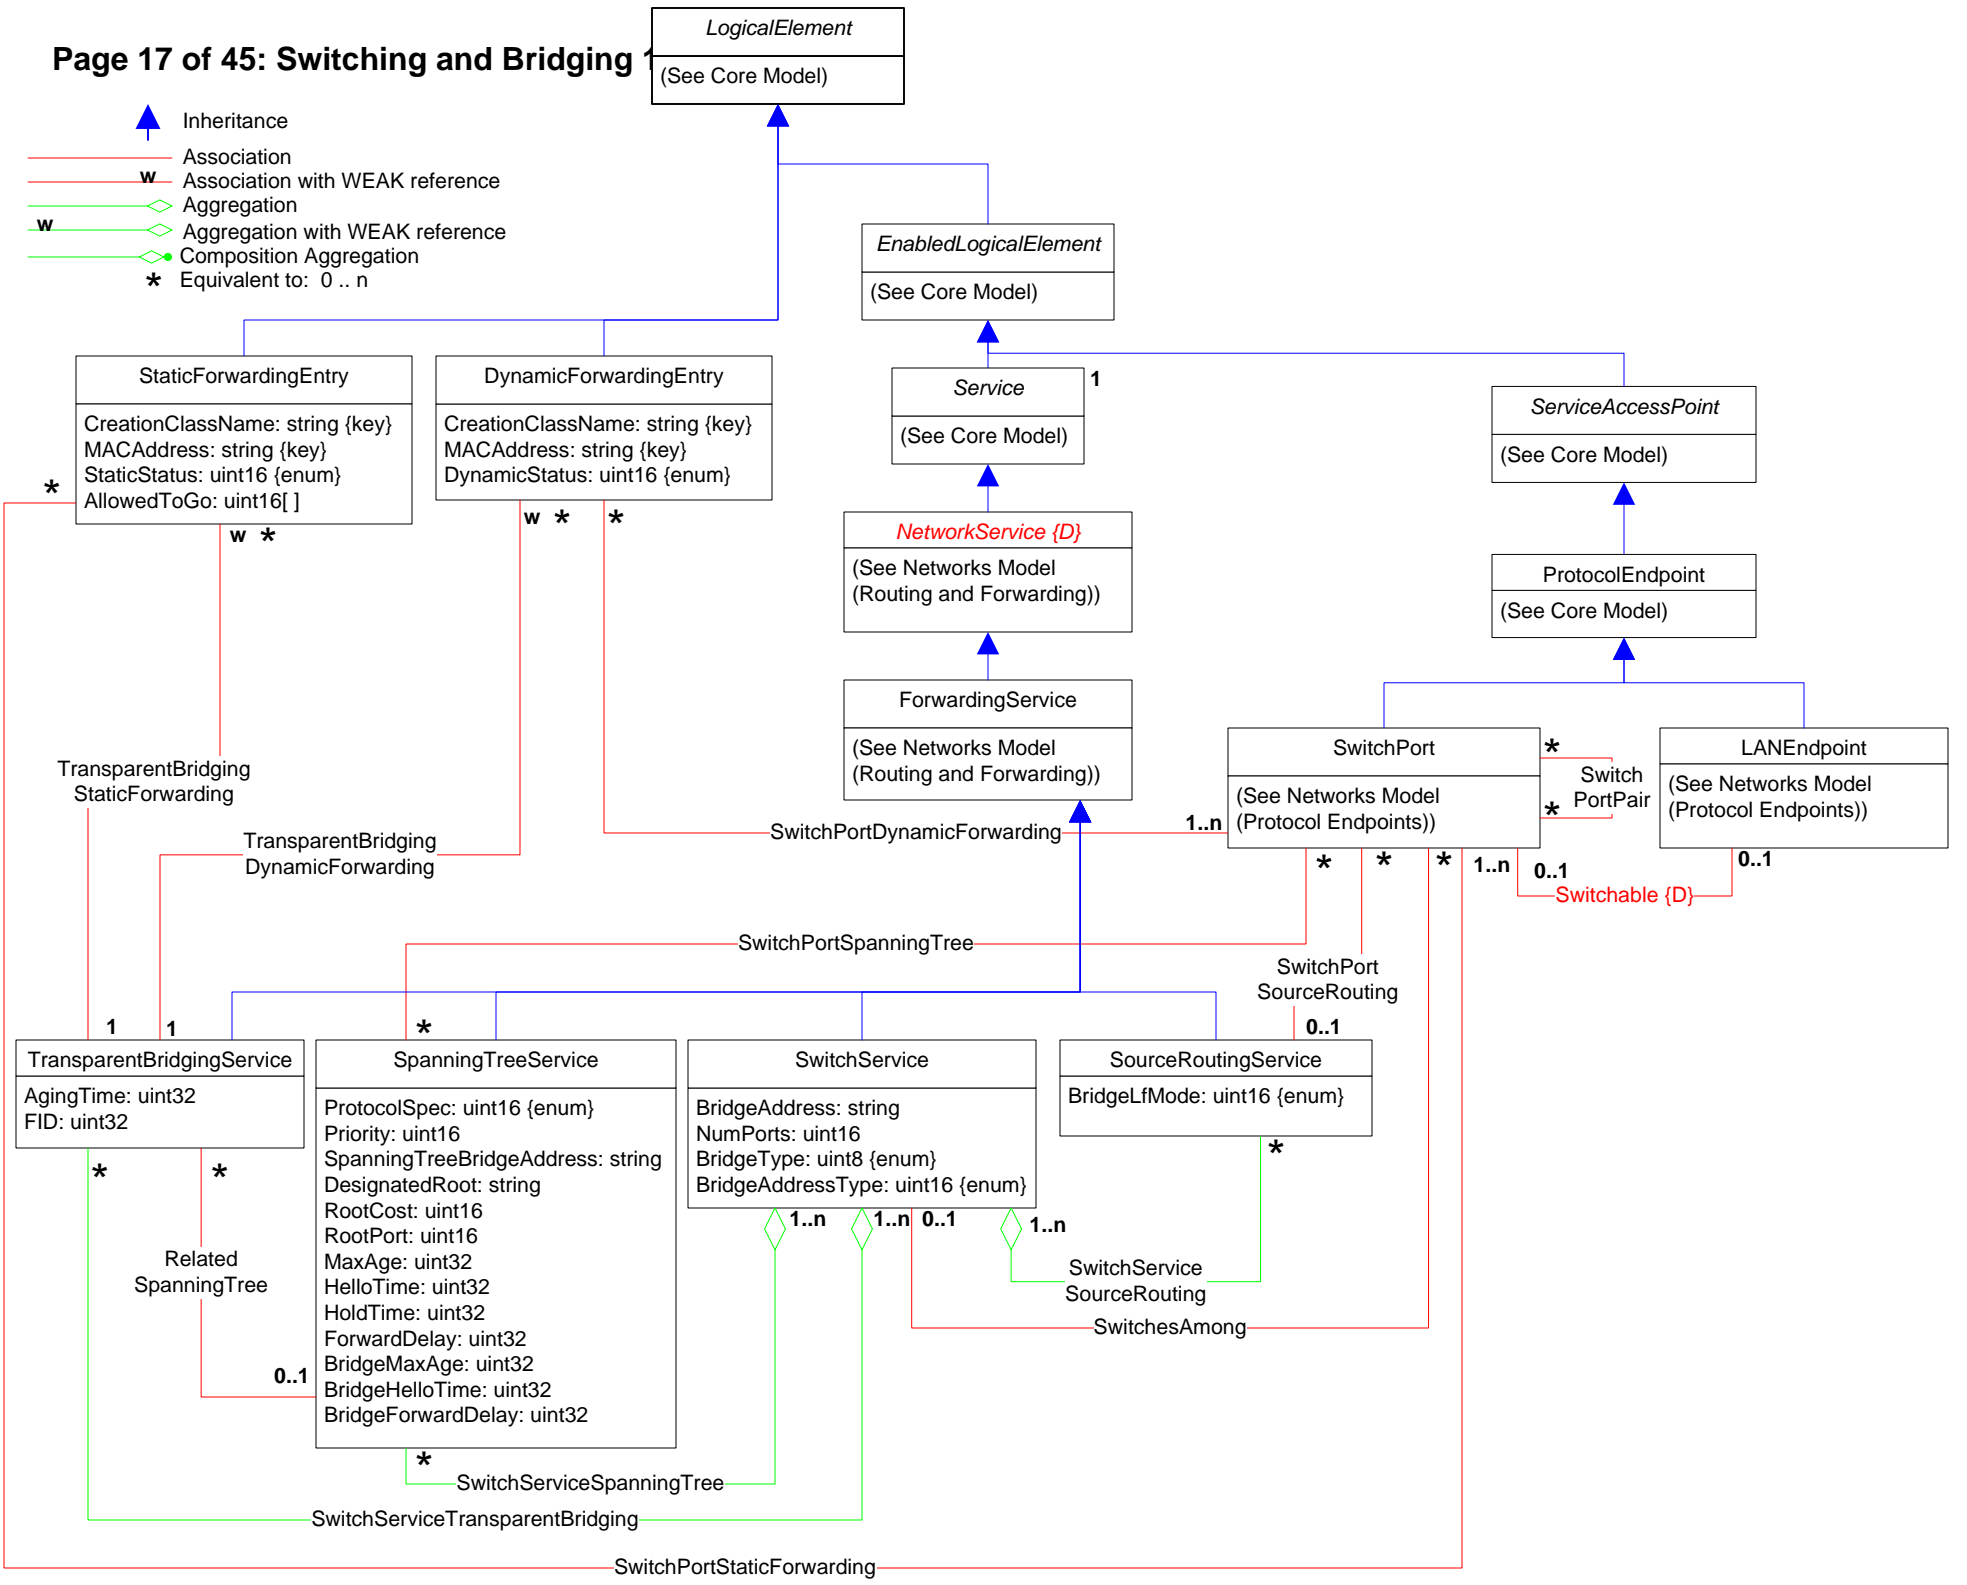 Page 17 of 45: Switching and Bridging 1
LogicalElement
(See Core Model)
Inheritance
Association
w
Association with WEAK reference
Aggregation
w
Aggregation with WEAK reference
Composition Aggregation
* Equivalent to: 0 .. n
EnabledLogicalElement
(See Core Model)
StaticForwardingEntry
CreationClassName: string {key}
MACAddress: string {key}
StaticStatus: uint16 {enum}
AllowedToGo: uint16[ ]
*
w *
DynamicForwardingEntry
CreationClassName: string {key}
MACAddress: string {key}
DynamicStatus: uint16 {enum}
w * *
Service
1
(See Core Model)
ServiceAccessPoint
(See Core Model)
NetworkService {D}
(See Networks Model
(Routing and Forwarding))
ProtocolEndpoint
(See Core Model)
ForwardingService
(See Networks Model
(Routing and Forwarding))
SwitchPort
(See Networks Model
(Protocol Endpoints))
*
Switch
PortPair
*
LANEndpoint
(See Networks Model
(Protocol Endpoints))
TransparentBridging
StaticForwarding
TransparentBridging
DynamicForwarding
SwitchPortDynamicForwarding
1..n
* * * 1..n 0..1
0..1
Switchable {D}
SwitchPortSpanningTree
SwitchPort
SourceRouting
1 1 * 0..1
TransparentBridgingService
AgingTime: uint32
FID: uint32
* *
SpanningTreeService
ProtocolSpec: uint16 {enum}
Priority: uint16
SpanningTreeBridgeAddress: string
DesignatedRoot: string
RootCost: uint16
RootPort: uint16
MaxAge: uint32
HelloTime: uint32
HoldTime: uint32
ForwardDelay: uint32
BridgeMaxAge: uint32
BridgeHelloTime: uint32
BridgeForwardDelay: uint32
*
SwitchService
BridgeAddress: string
NumPorts: uint16
BridgeType: uint8 {enum}
BridgeAddressType: uint16 {enum}
1..n 1..n 0..1 1..n
SourceRoutingService
BridgeLfMode: uint16 {enum}
*
Related
SpanningTree
0..1
SwitchService
SourceRouting
SwitchesAmong
SwitchServiceSpanningTree
SwitchServiceTransparentBridging
SwitchPortStaticForwarding